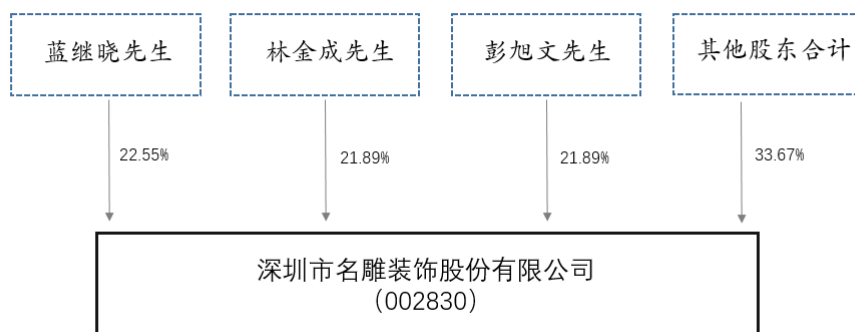 蓝继晓先生
林金成先生
彭旭文先生
其他股东合计
22.55%
21.89%
21.89%
33.67%
深圳市名雕装饰股份有限公司
（002830）